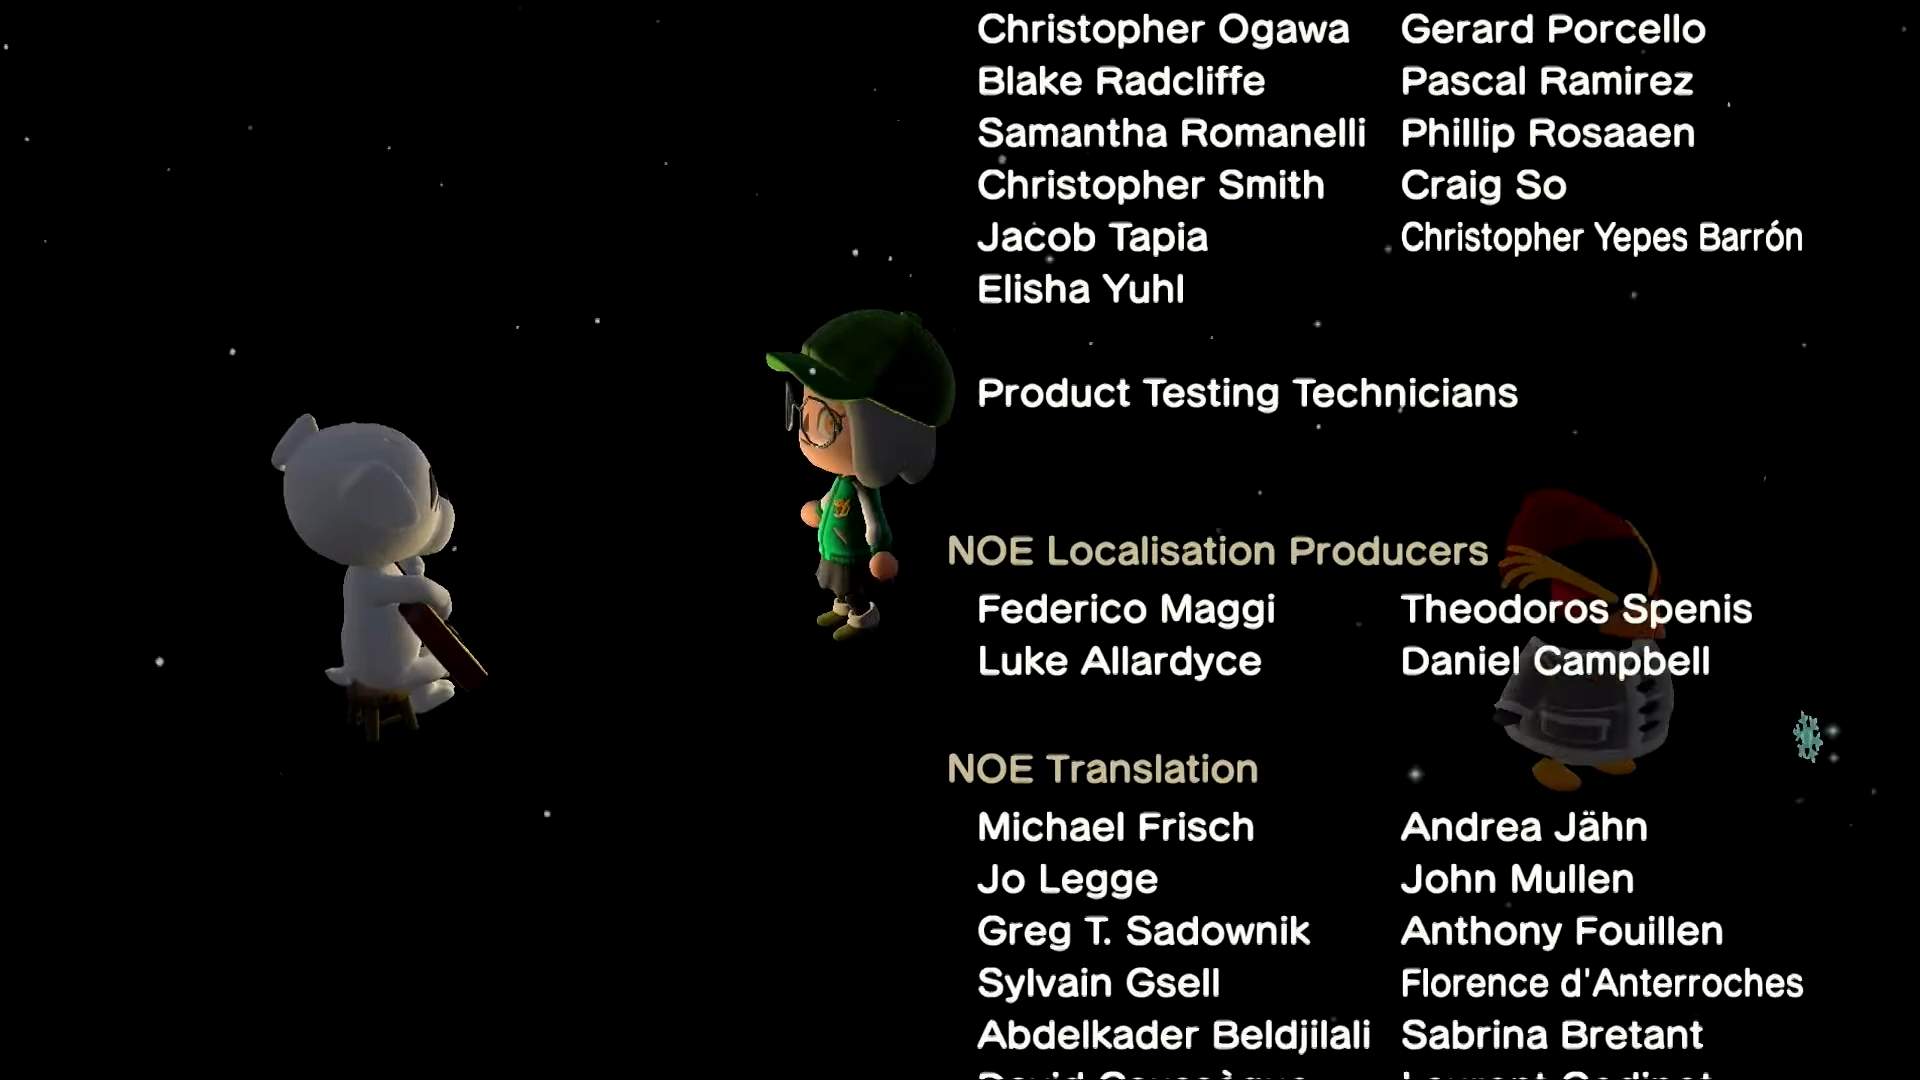 Christopher Ogawa Gerard Porcello
Blake Radcliffe Pascal Ramirez
Samantha Romanelli Phillip Rosaaen
Christopher Smith Craig So
Jacob Tapia Christopher Yepes Barrón
Elisha Yuhl
Product Testing Technicians
NOE Localisation Producers
Federico Maggi Theodoros Spenis
Luke Allardyce Daniel Campbell
NOE Translation
Michael Frisch Andrea Jähn
Jo Legge John Mullen
Greg T. Sadownik Anthony Fouillen
Sylvain Gsell Florence d'Anterroches
Abdelkader Beldjilali Sabrina Bretant